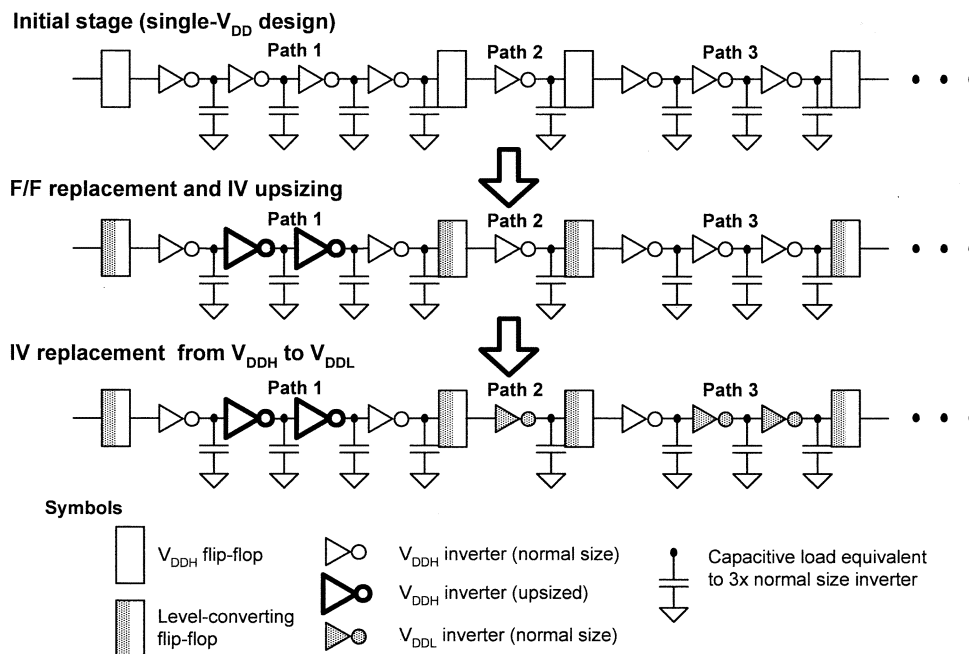 Initial stage (single-VDD design)
Path 1
Path 2
Path 3
F/F replacement and IV upsizing
Path 1
Path 2
Path 3
IV replacement from VDDH to VDDL
Path 1
Path 2
Path 3
Symbols
VDDH flip-flop
Level-converting
flip-flop
VDDH inverter (normal size)
VDDH inverter (upsized)
VDDL inverter (normal size)
Capacitive load equivalent
to 3x normal size inverter